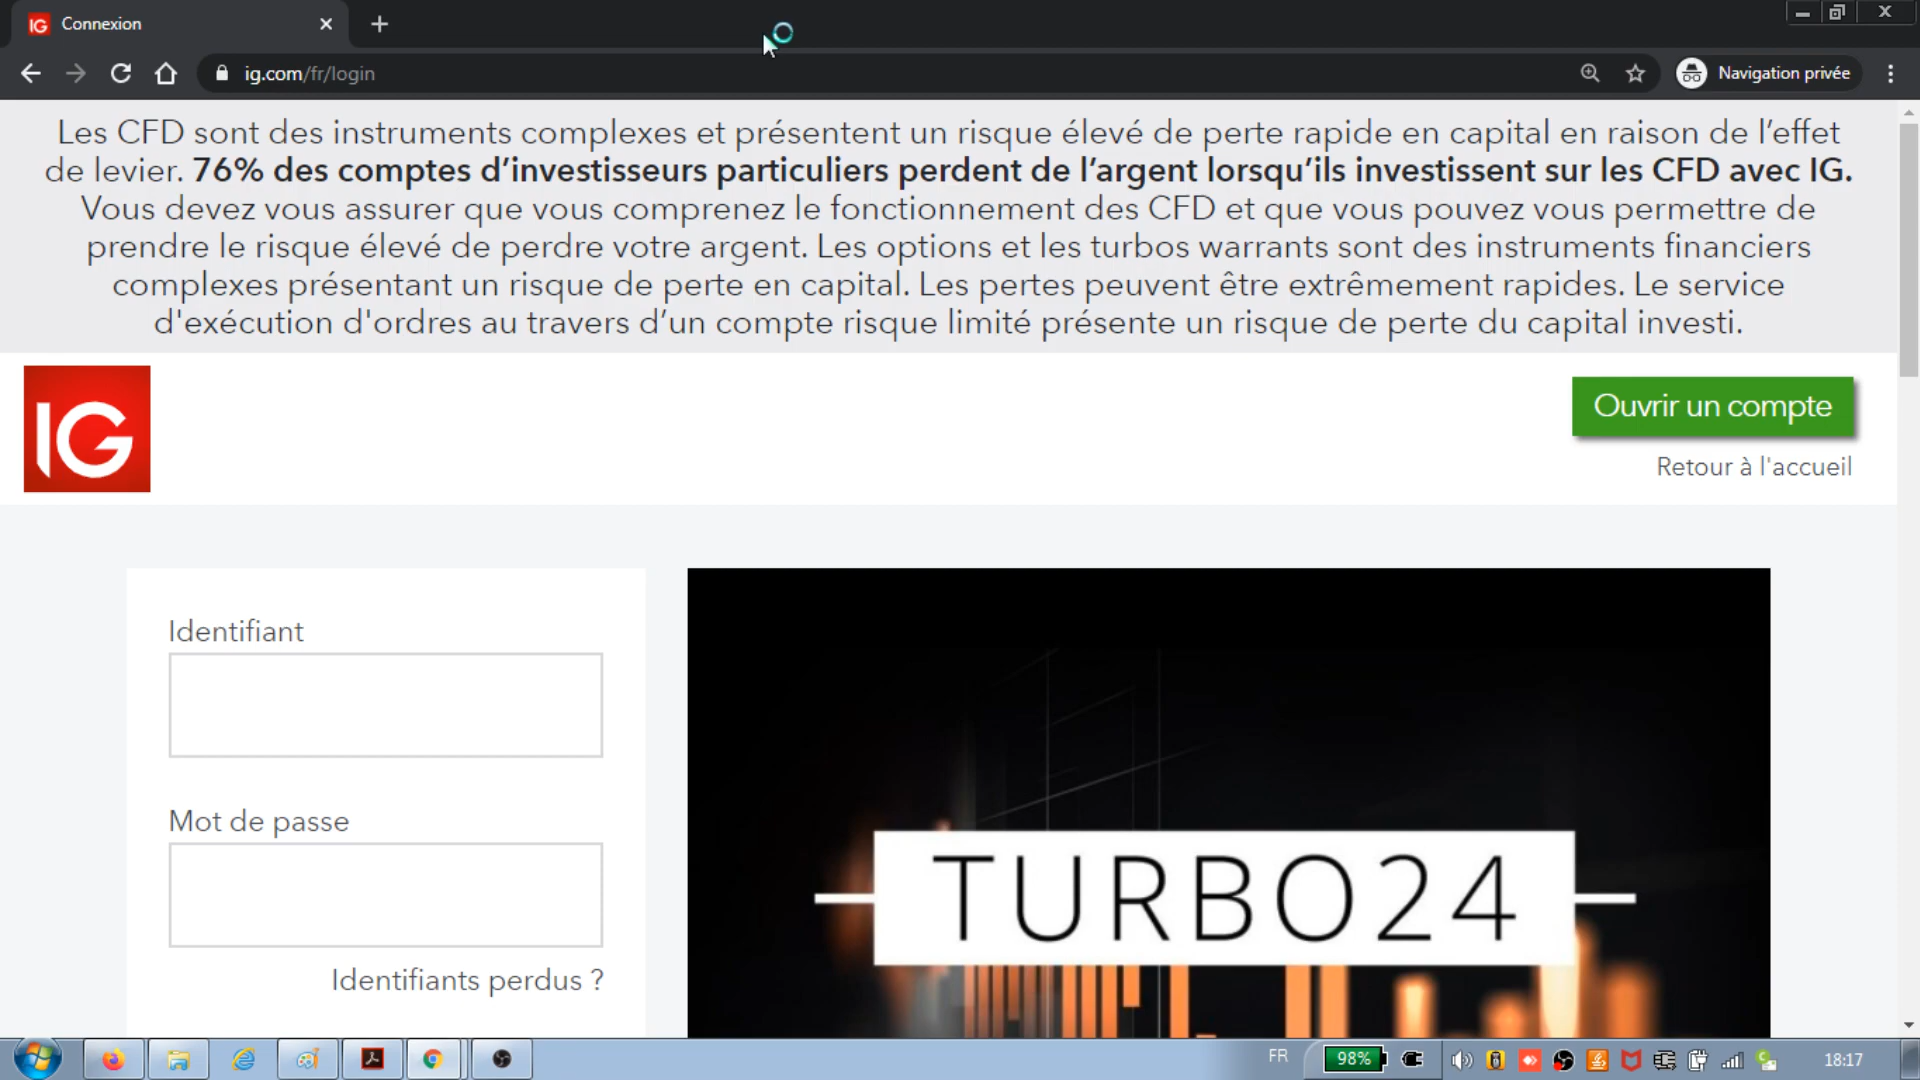 IG Connexion
ig.com/fr/login
Navigation privée
Les CFD sont des instruments complexes et présentent un risque élevé de perte rapide en capital en raison de l’effet
de levier. 76% des comptes d’investisseurs particuliers perdent de l’argent lorsqu’ils investissent sur les CFD avec IG.
Vous devez vous assurer que vous comprenez le fonctionnement des CFD et que vous pouvez vous permettre de
prendre le risque élevé de perdre votre argent. Les options et les turbos warrants sont des instruments financiers
complexes présentant un risque de perte en capital. Les pertes peuvent être extrêmement rapides. Le service
d'exécution d'ordres au travers d’un compte risque limité présente un risque de perte du capital investi.
IG
Ouvrir un compte
Retour à l'accueil
Identifiant
Mot de passe
Identifiants perdus ?
TURBO24
FR
98%
18:17